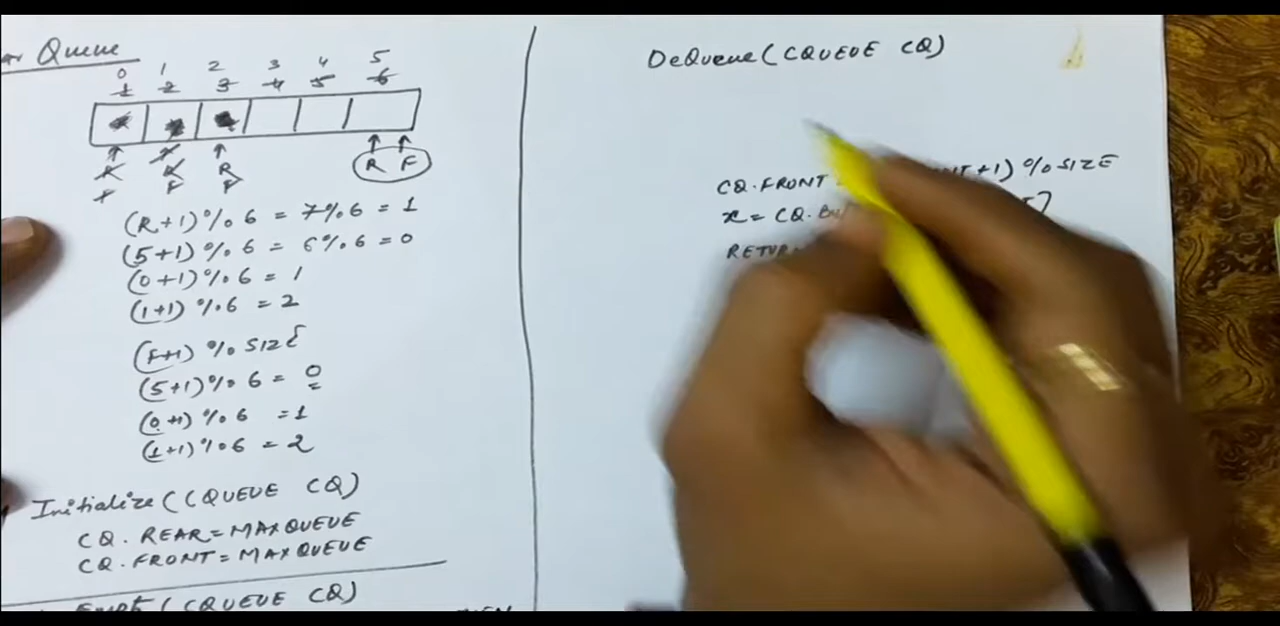 Queue
0 1 2 3 4 5
1 2 3 4 5 6
R R R R F
F F F
(R+1)% 6 = 7%6 = 1
(5+1)% 6 = 6%6 = 0
(0+1)%6 = 1
(1+1)%6 = 2
(F+1) % SIZE
(5+1)%6 = 0
(0+1)%6 = 1
(1+1)%6 = 2
Initialize(CQUEUE CQ)
CQ. REAR = MAXQUEUE
CQ. FRONT = MAXQUEUE
Empty(CQUEUE CQ)
DeQueue(CQUEUE CQ)
CQ.FRONT +1) % SIZE
x = CQ.